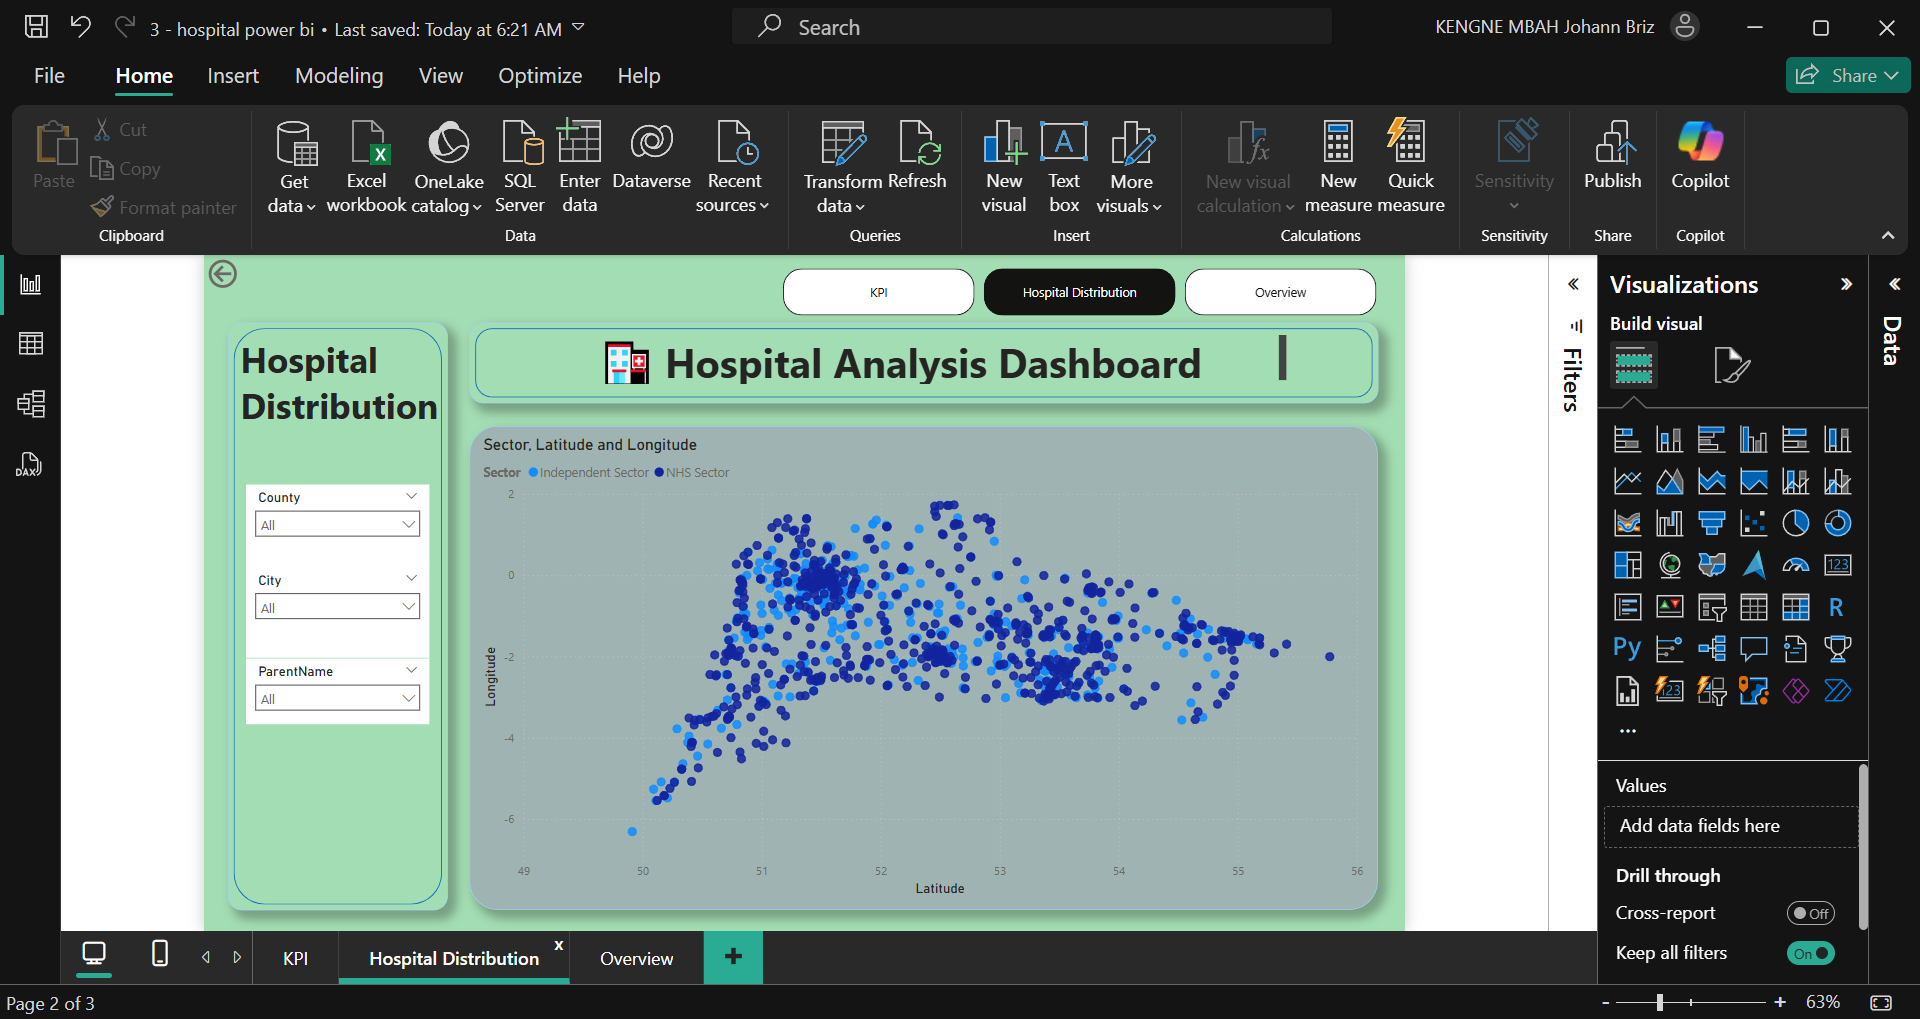 3 - hospital power bi • Last saved: Today at 6:21 AM
Search
KENGNE MBAH Johann Briz
File
Home
Insert
Modeling
View
Optimize
Help
Share
Paste
Cut
Copy
Format painter
Clipboard
Get data
Excel workbook
OneLake catalog
SQL Server
Enter data
Dataverse
Recent sources
Data
Transform data
Refresh
Queries
New visual
Text box
More visuals
Insert
New visual calculation
New measure
Quick measure
Calculations
Sensitivity
Sensitivity
Publish
Share
Copilot
Copilot
KPI
Hospital Distribution
Overview
Hospital
Distribution
County
All
City
All
ParentName
All
Hospital Analysis Dashboard
Sector, Latitude and Longitude
Sector Independent Sector NHS Sector
2
0
-2
-4
-6
Longitude
49 50 51 52 53 54 55 56
Latitude
Filters
Visualizations
Build visual
123
R
Py
123
...
Values
Add data fields here
Drill through
Cross-report
Off
Keep all filters
On
Data
DAX
KPI
Hospital Distribution
x
Overview
+
Page 2 of 3
- + 63%